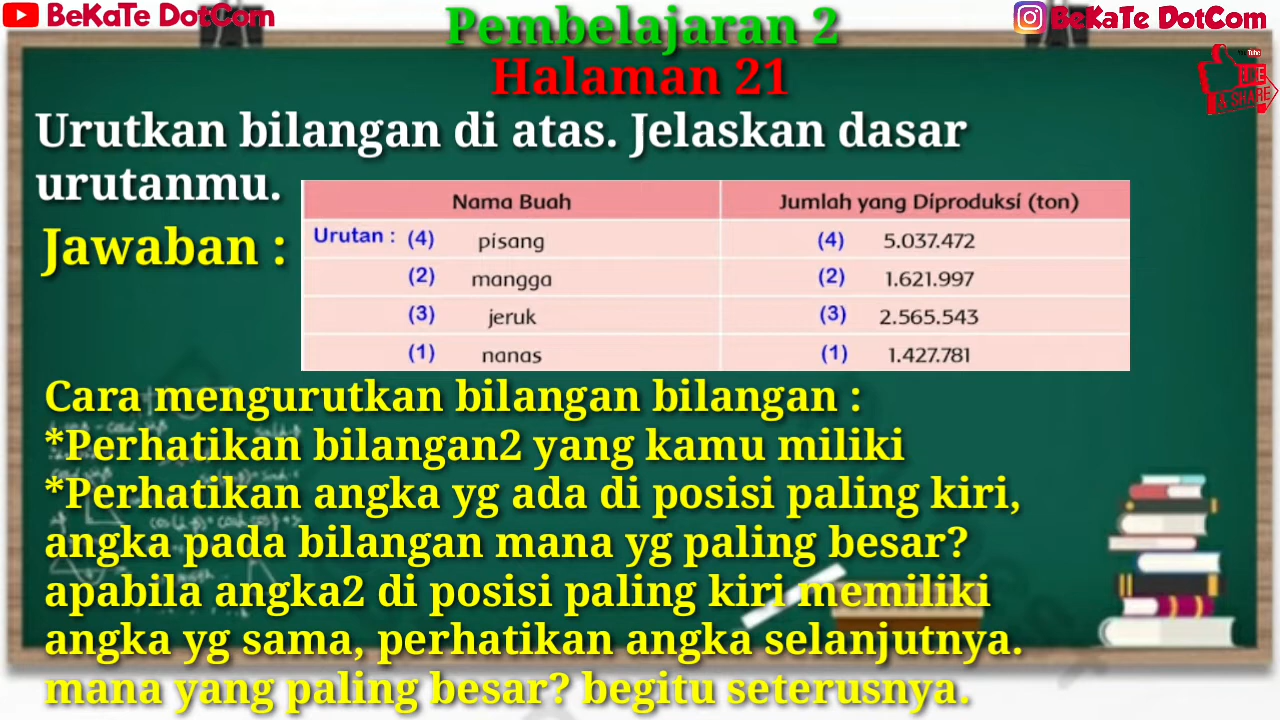 BeKaTe DotCom
Pembelajaran 2
BeKaTe DotCom
Halaman 21
YouTube
& SHARE
Urutkan bilangan di atas. Jelaskan dasar
urutanmu.
Jawaban :
Nama Buah Jumlah yang Diproduksi (ton)
Urutan : (4) pisang (4) 5.037.472
(2) mangga (2) 1.621.997
(3) jeruk (3) 2.565.543
(1) nanas (1) 1.427.781
Cara mengurutkan bilangan bilangan :
*Perhatikan bilangan2 yang kamu miliki
*Perhatikan angka yg ada di posisi paling kiri,
angka pada bilangan mana yg paling besar?
apabila angka2 di posisi paling kiri memiliki
angka yg sama, perhatikan angka selanjutnya.
mana yang paling besar? begitu seterusnya.